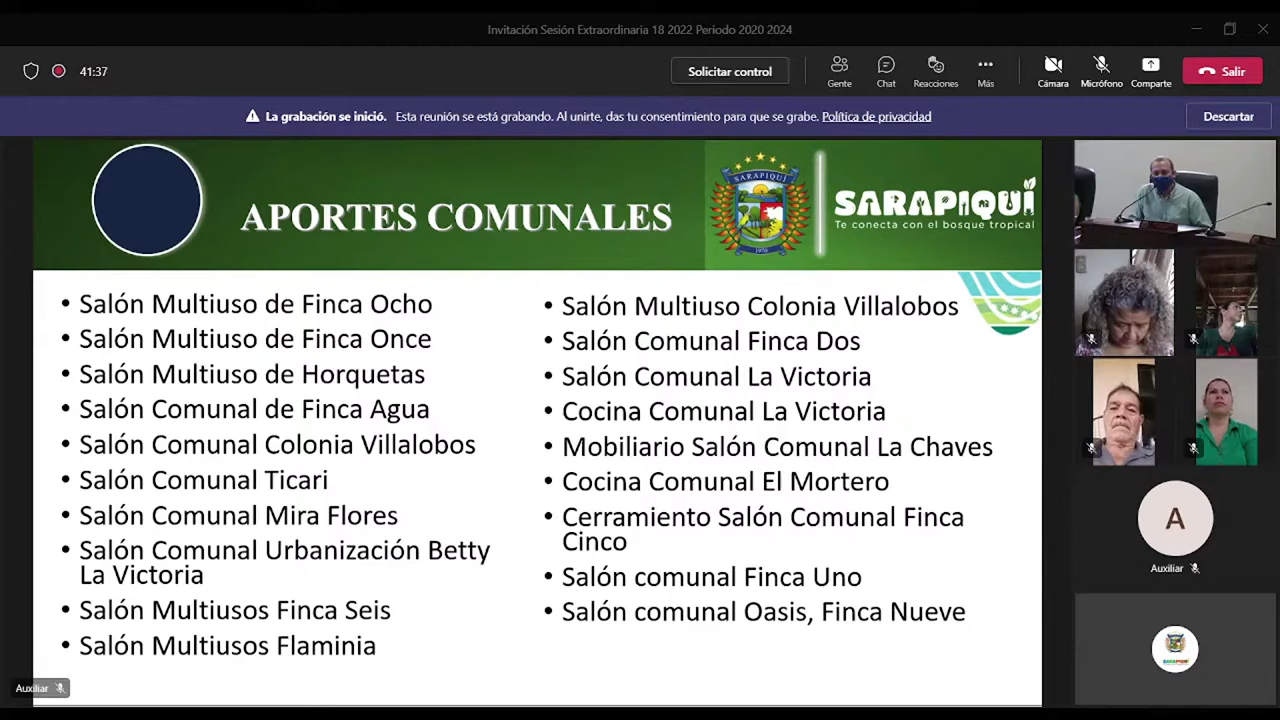 Invitación Sesión Extraordinaria 18 2022 Periodo 2020 2024
41:37
Solicitar control
Gente
Chat
Reacciones
Más
Cámara
Micrófono
Comparte
Salir
La grabación se inició. Esta reunión se está grabando. Al unirte, das tu consentimiento para que se grabe. Política de privacidad
Descartar
APORTES COMUNALES
SARAPIQUÍ
1970
SARAPIQUÍ
Te conecta con el bosque tropical
• Salón Multiuso de Finca Ocho
• Salón Multiuso de Finca Once
• Salón Multiuso de Horquetas
• Salón Comunal de Finca Agua
• Salón Comunal Colonia Villalobos
• Salón Comunal Ticari
• Salón Comunal Mira Flores
• Salón Comunal Urbanización Betty
La Victoria
• Salón Multiusos Finca Seis
• Salón Multiusos Flaminia
• Salón Multiuso Colonia Villalobos
• Salón Comunal Finca Dos
• Salón Comunal La Victoria
• Cocina Comunal La Victoria
• Mobiliario Salón Comunal La Chaves
• Cocina Comunal El Mortero
• Cerramiento Salón Comunal Finca
Cinco
• Salón comunal Finca Uno
• Salón comunal Oasis, Finca Nueve
A
Auxiliar
SARAPIQUÍ
Auxiliar